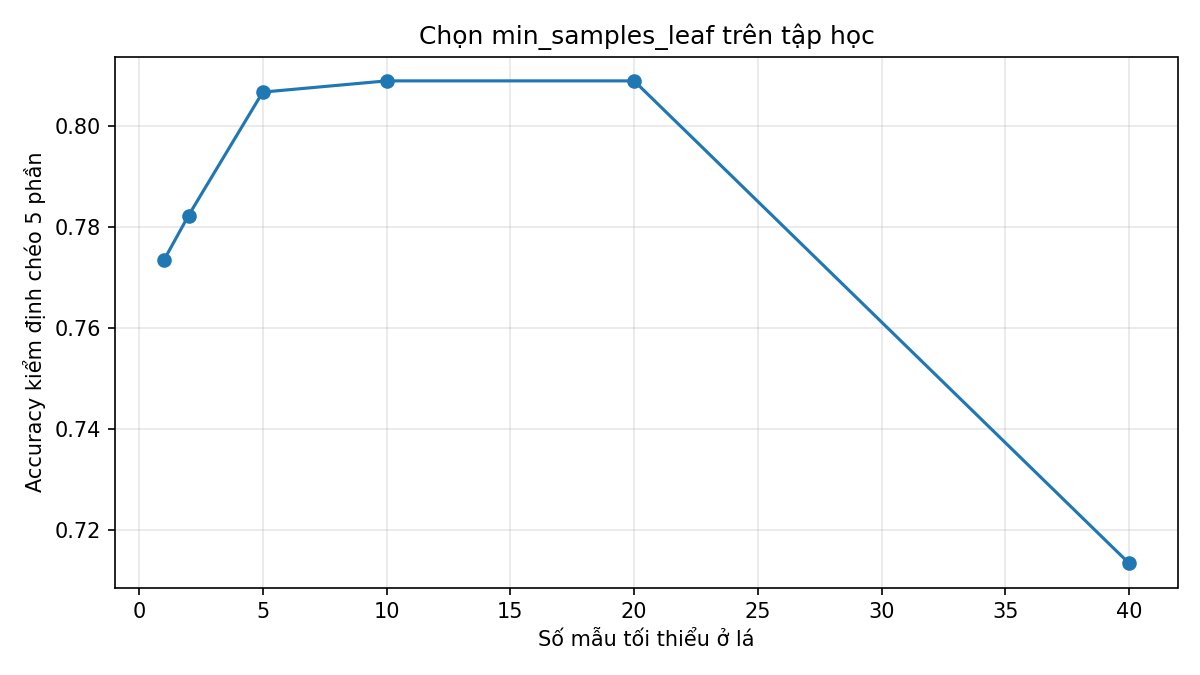 Chọn min_samples_leaf trên tập học
Accuracy kiểm định chéo 5 phần
0.80
0.78
0.76
0.74
0.72
0 5 10 15 20 25 30 35 40
Số mẫu tối thiểu ở lá